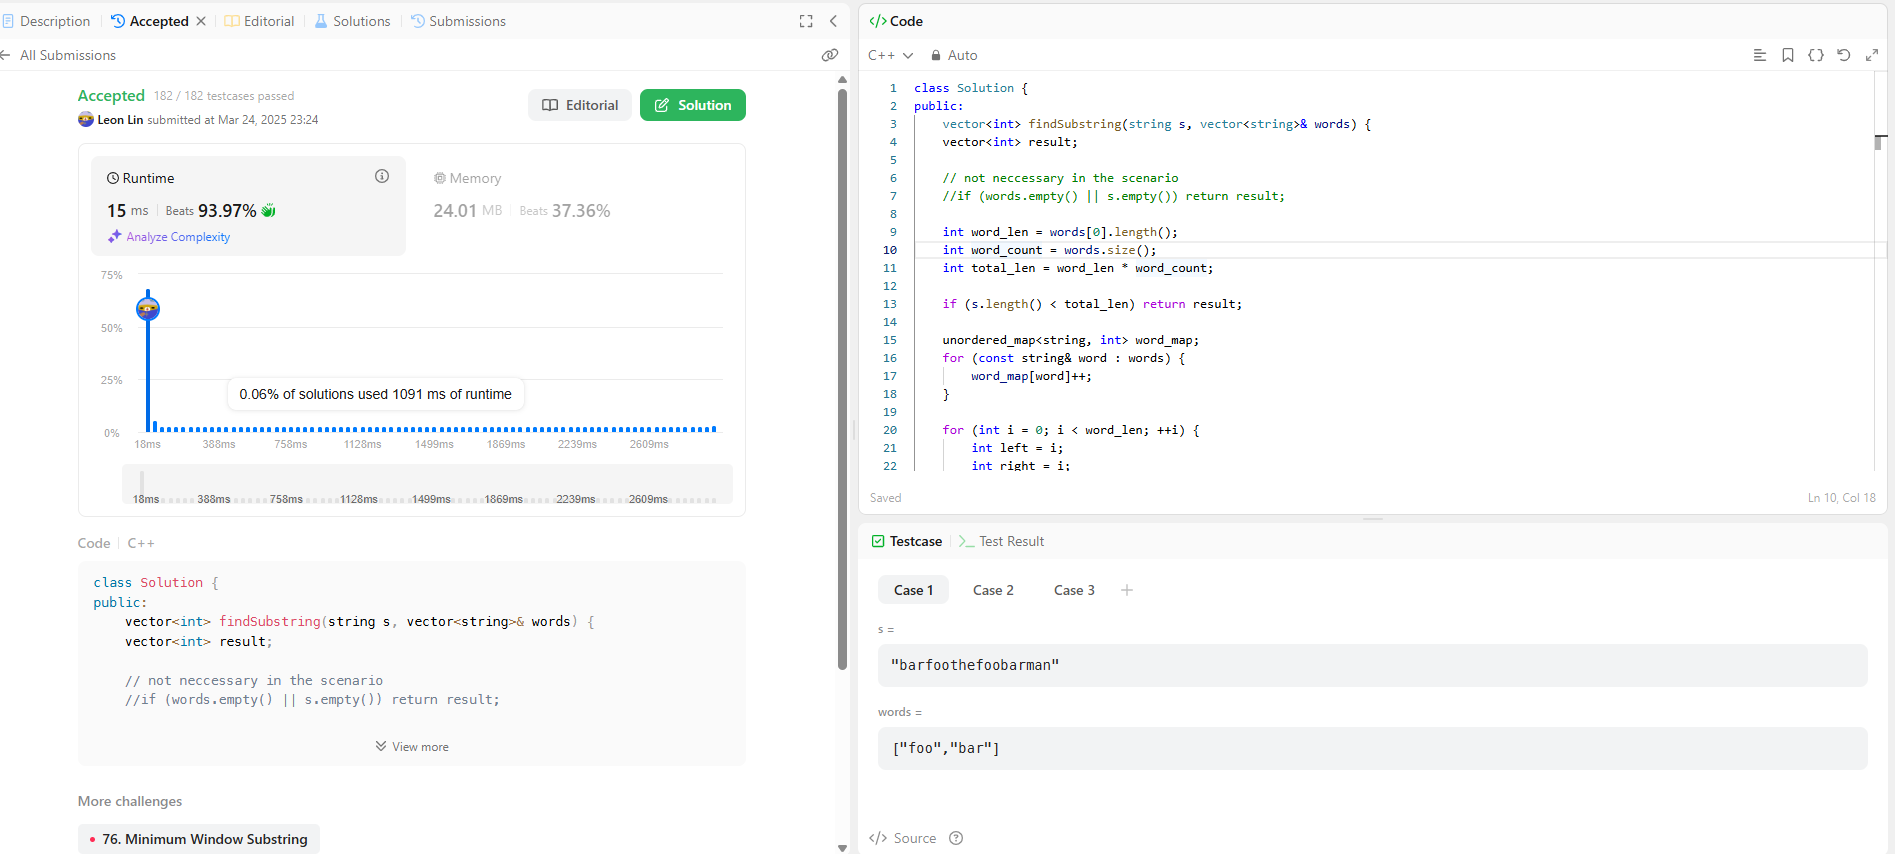 Description
Accepted
Editorial
Solutions
Submissions
All Submissions
Accepted 182 / 182 testcases passed
Leon Lin submitted at Mar 24, 2025 23:24
Editorial
Solution
Runtime
15 ms Beats 93.97%
Analyze Complexity
Memory
24.01 MB Beats 37.36%
75%
50%
25%
0%
0.06% of solutions used 1091 ms of runtime
18ms 388ms 758ms 1128ms 1499ms 1869ms 2239ms 2609ms
18ms 388ms 758ms 1128ms 1499ms 1869ms 2239ms 2609ms
Code C++
class Solution {
public:
    vector<int> findSubstring(string s, vector<string>& words) {
    vector<int> result;
    // not neccessary in the scenario
    //if (words.empty() || s.empty()) return result;
View more
More challenges
76. Minimum Window Substring
</> Code
C++ Auto
1 class Solution {
2 public:
3     vector<int> findSubstring(string s, vector<string>& words) {
4     vector<int> result;
5
6     // not neccessary in the scenario
7     //if (words.empty() || s.empty()) return result;
8
9     int word_len = words[0].length();
10     int word_count = words.size();
11     int total_len = word_len * word_count;
12
13     if (s.length() < total_len) return result;
14
15     unordered_map<string, int> word_map;
16     for (const string& word : words) {
17         word_map[word]++;
18     }
19
20     for (int i = 0; i < word_len; ++i) {
21         int left = i;
22         int right = i;
Saved
Ln 10, Col 18
Testcase
Test Result
Case 1
Case 2
Case 3
s =
"barfoothefoobarman"
words =
["foo","bar"]
</> Source